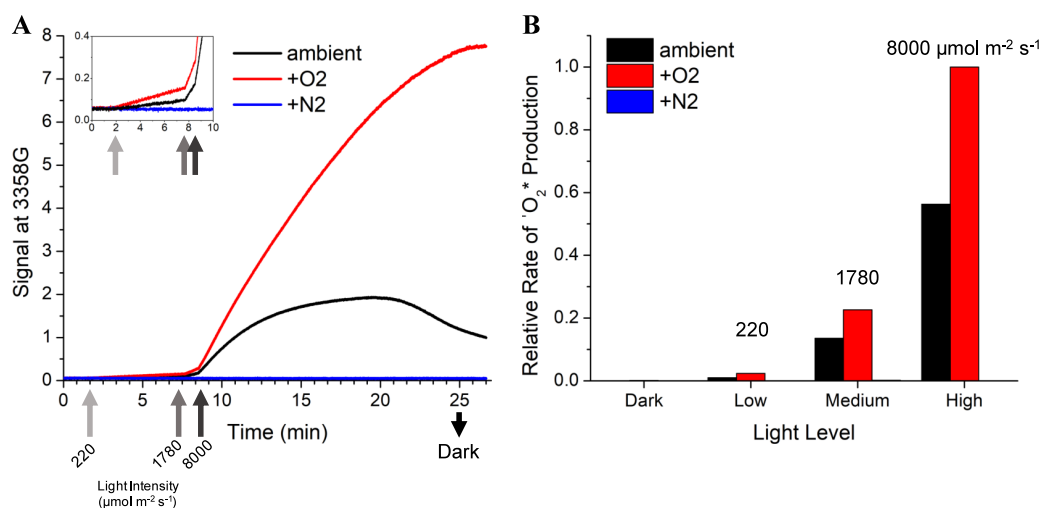 A
ambient
+O2
+N2
0.4
0.2
0.0
0 2 4 6 8 10
Signal at 3358G
8
7
6
5
4
3
2
1
0
0 5 10 15 20 25
Time (min)
220
1780
8000
Dark
Light Intensity
(µmol m-2 s-1)
B
ambient
+O2
+N2
8000 µmol m-2 s-1
1780
220
Relative Rate of ¹O2* Production
1.0
0.8
0.6
0.4
0.2
0.0
Dark Low Medium High
Light Level